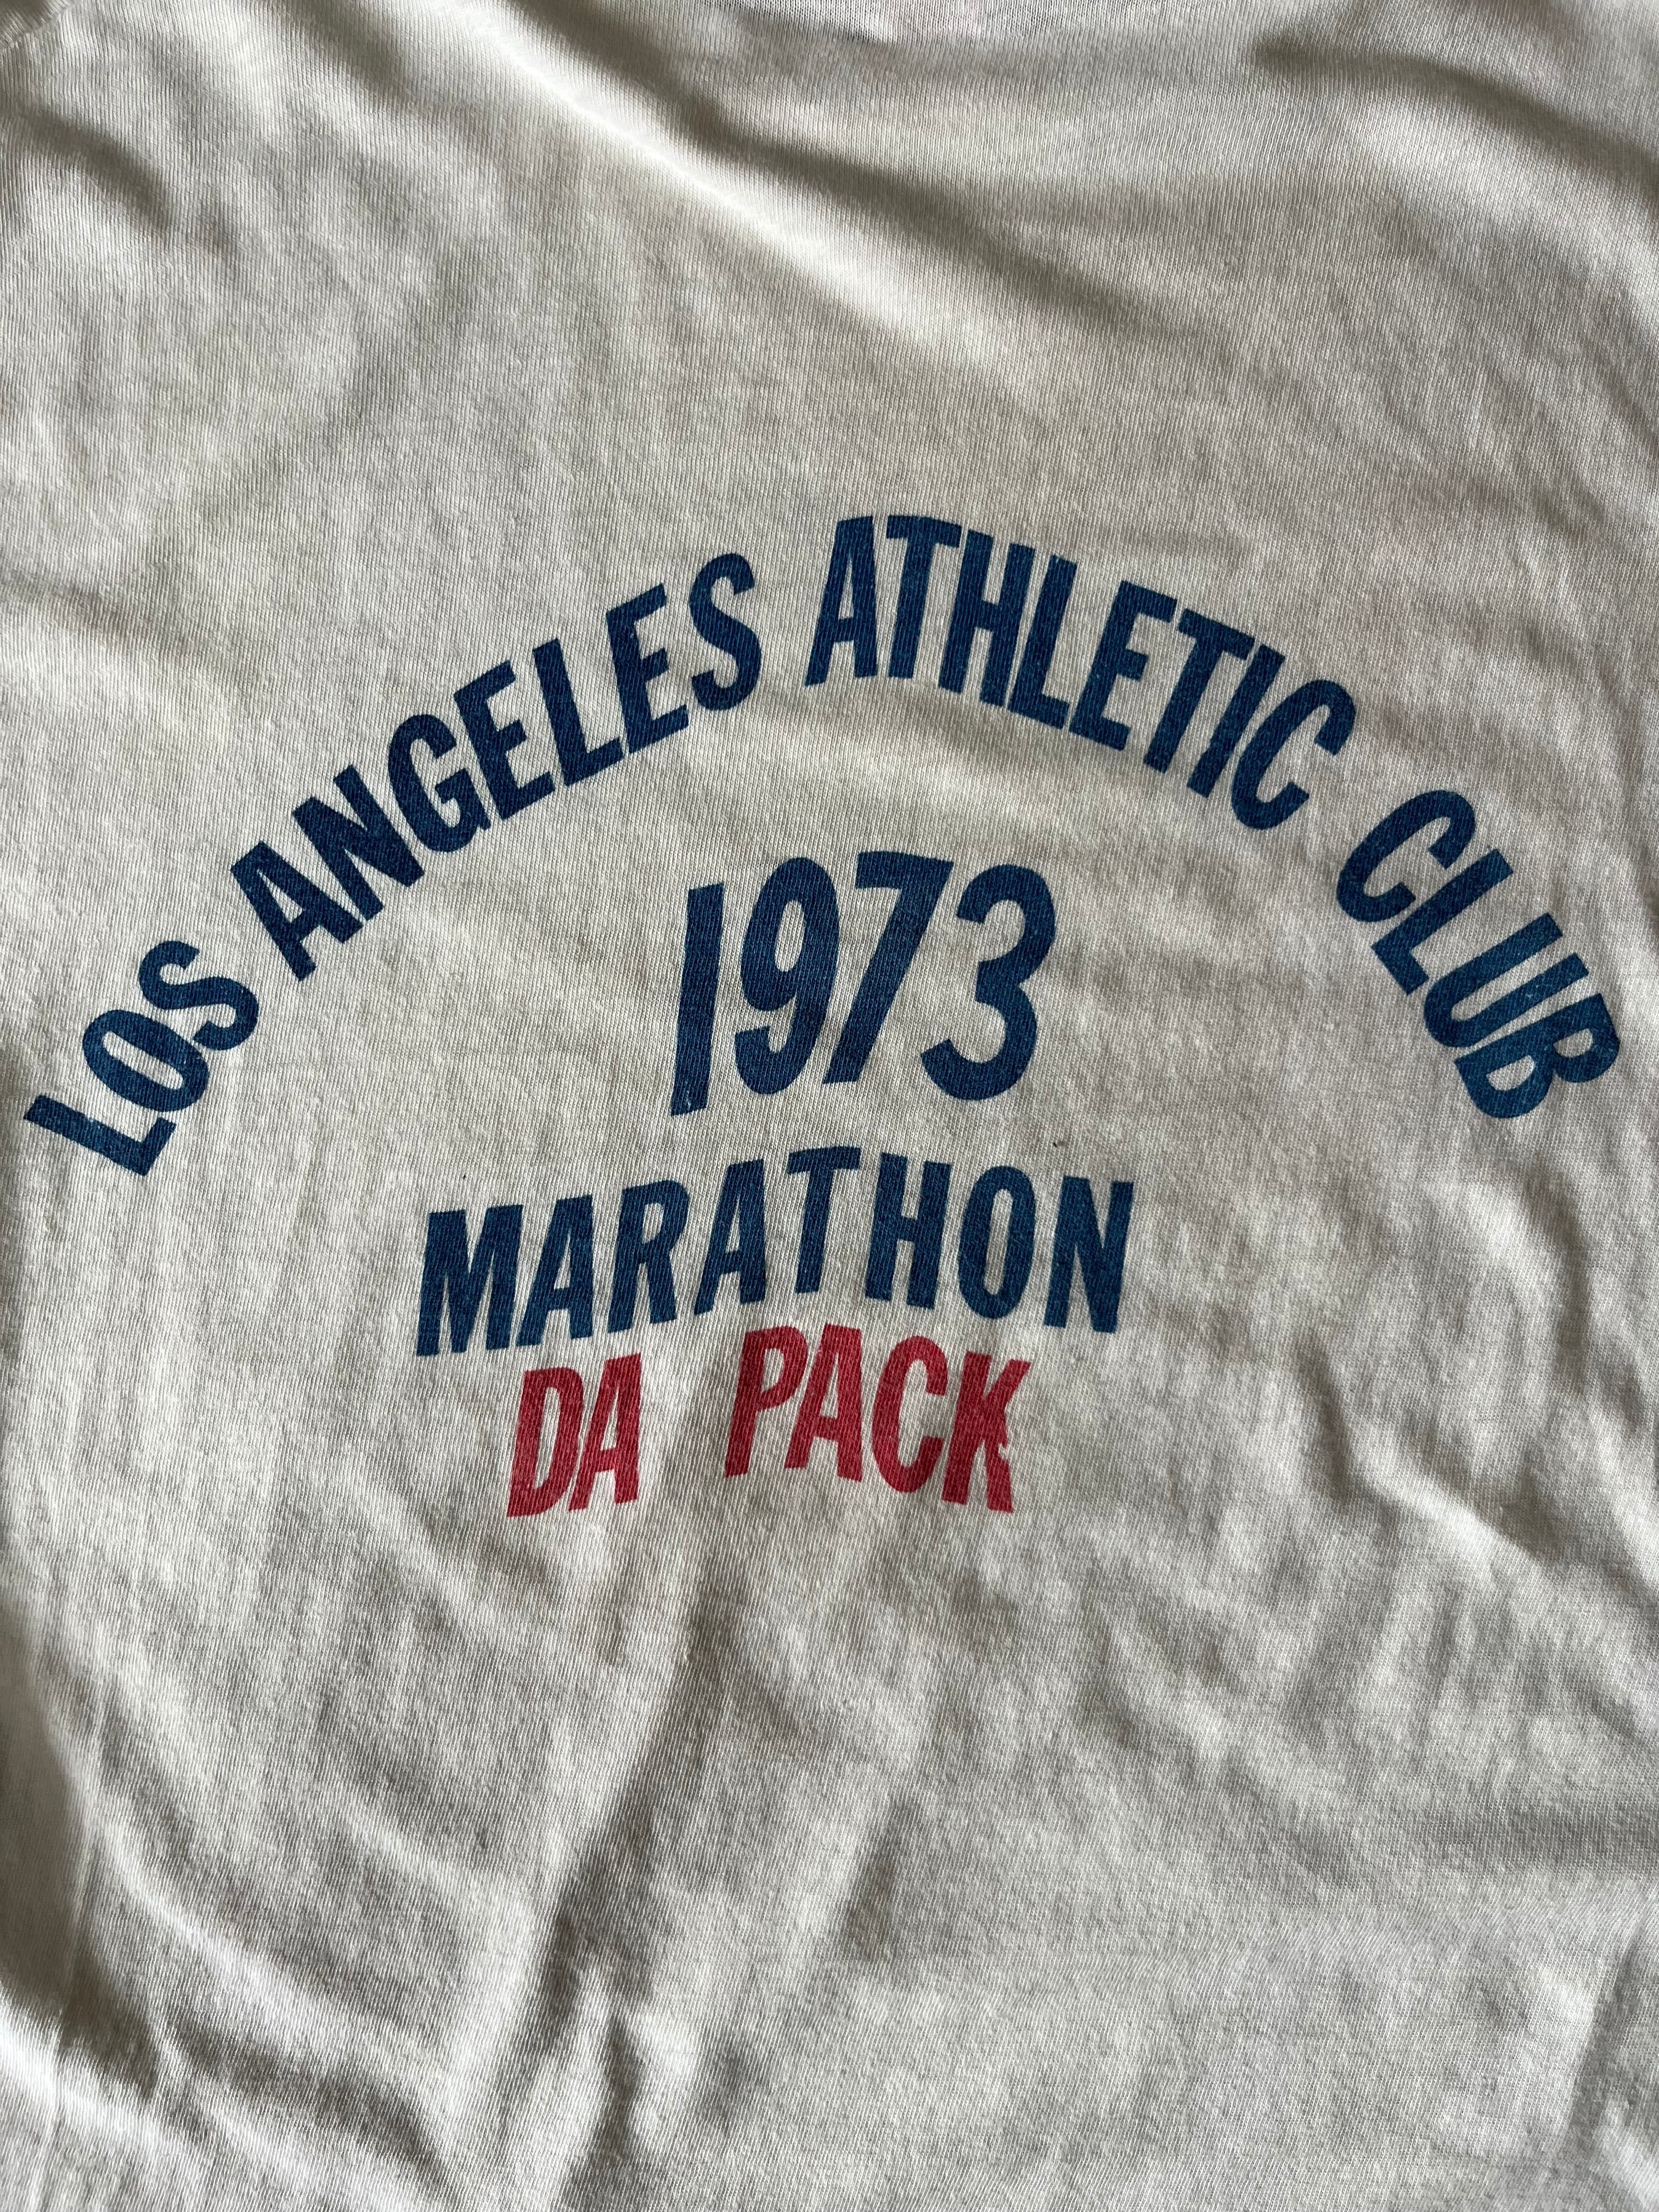 LOS ANGELES ATHLETIC CLUB
1973
MARATHON
DA PACK